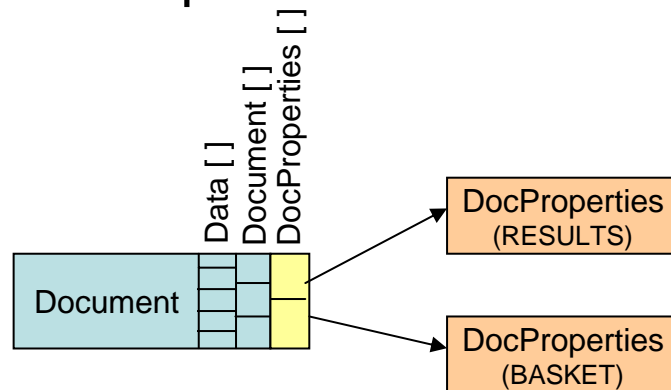 Data [ ]
Document [ ]
DocProperties [ ]
Document
DocProperties
(RESULTS)
DocProperties
(BASKET)